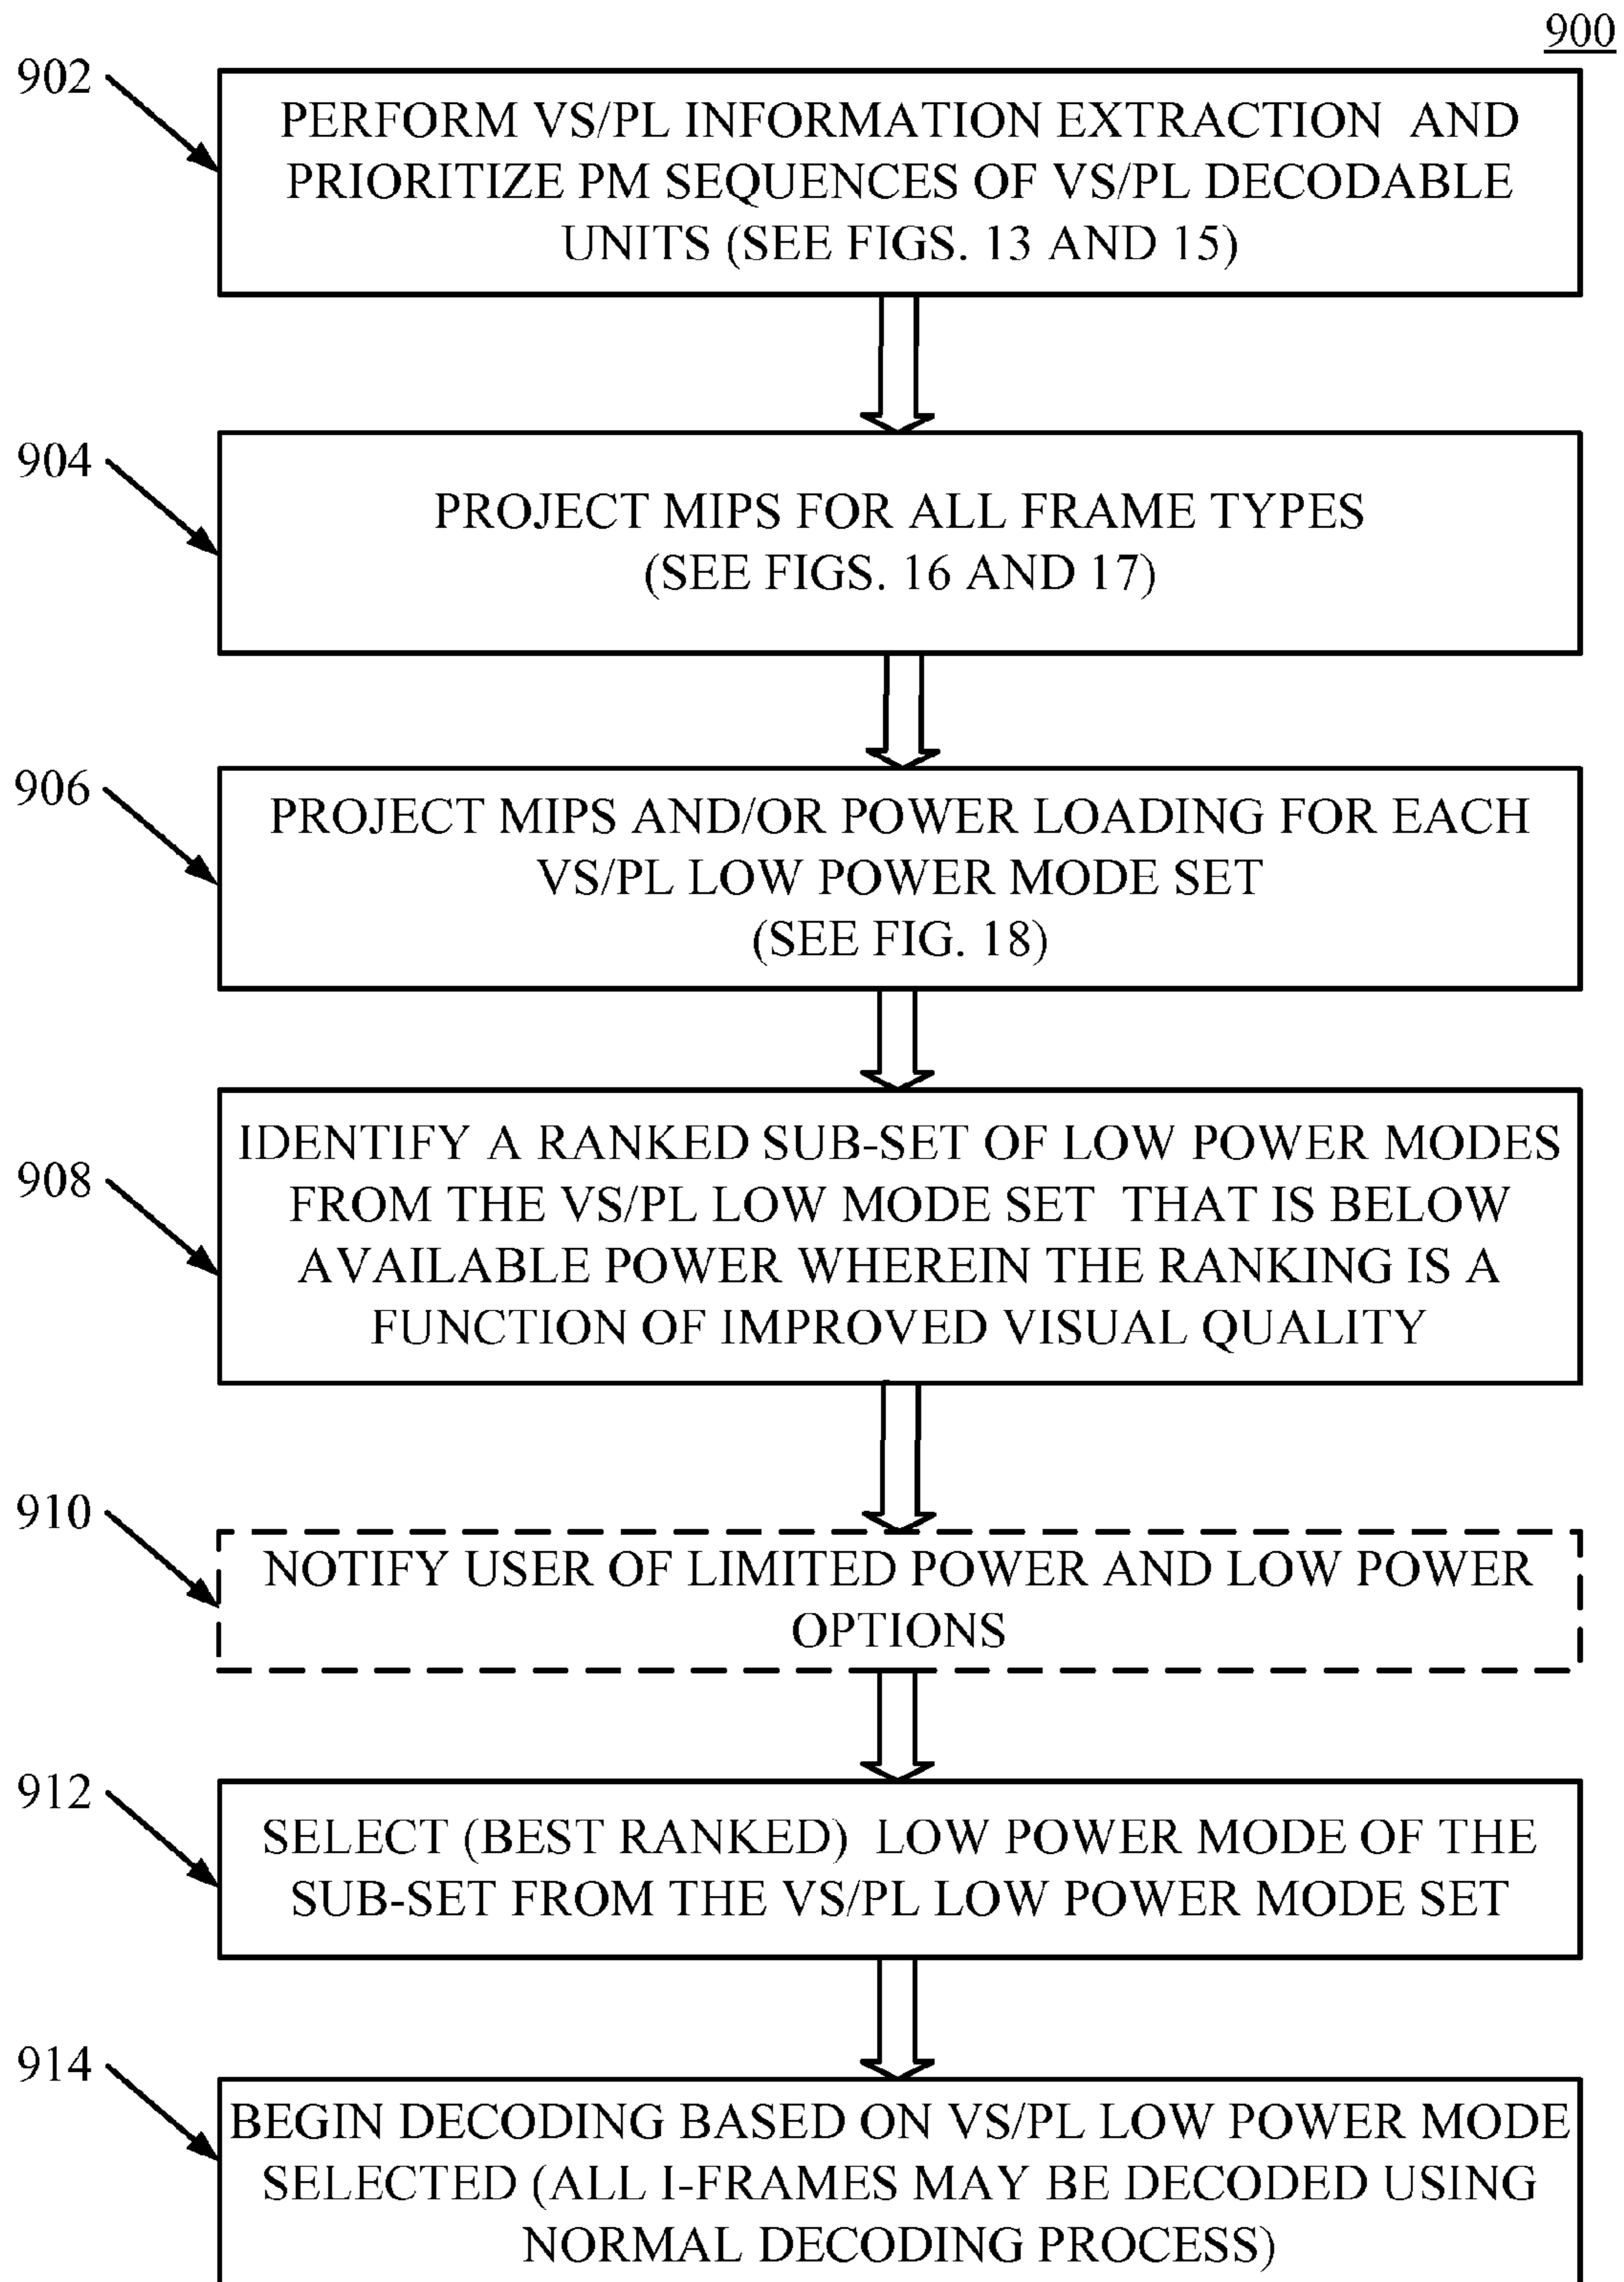 900
902
PERFORM VS/PL INFORMATION EXTRACTION AND
PRIORITIZE PM SEQUENCES OF VS/PL DECODABLE
UNITS (SEE FIGS. 13 AND 15)
904
PROJECT MIPS FOR ALL FRAME TYPES
(SEE FIGS. 16 AND 17)
906
PROJECT MIPS AND/OR POWER LOADING FOR EACH
VS/PL LOW POWER MODE SET
(SEE FIG. 18)
908
IDENTIFY A RANKED SUB-SET OF LOW POWER MODES
FROM THE VS/PL LOW MODE SET THAT IS BELOW
AVAILABLE POWER WHEREIN THE RANKING IS A
FUNCTION OF IMPROVED VISUAL QUALITY
910
NOTIFY USER OF LIMITED POWER AND LOW POWER
OPTIONS
912
SELECT (BEST RANKED) LOW POWER MODE OF THE
SUB-SET FROM THE VS/PL LOW POWER MODE SET
914
BEGIN DECODING BASED ON VS/PL LOW POWER MODE
SELECTED (ALL I-FRAMES MAY BE DECODED USING
NORMAL DECODING PROCESS)